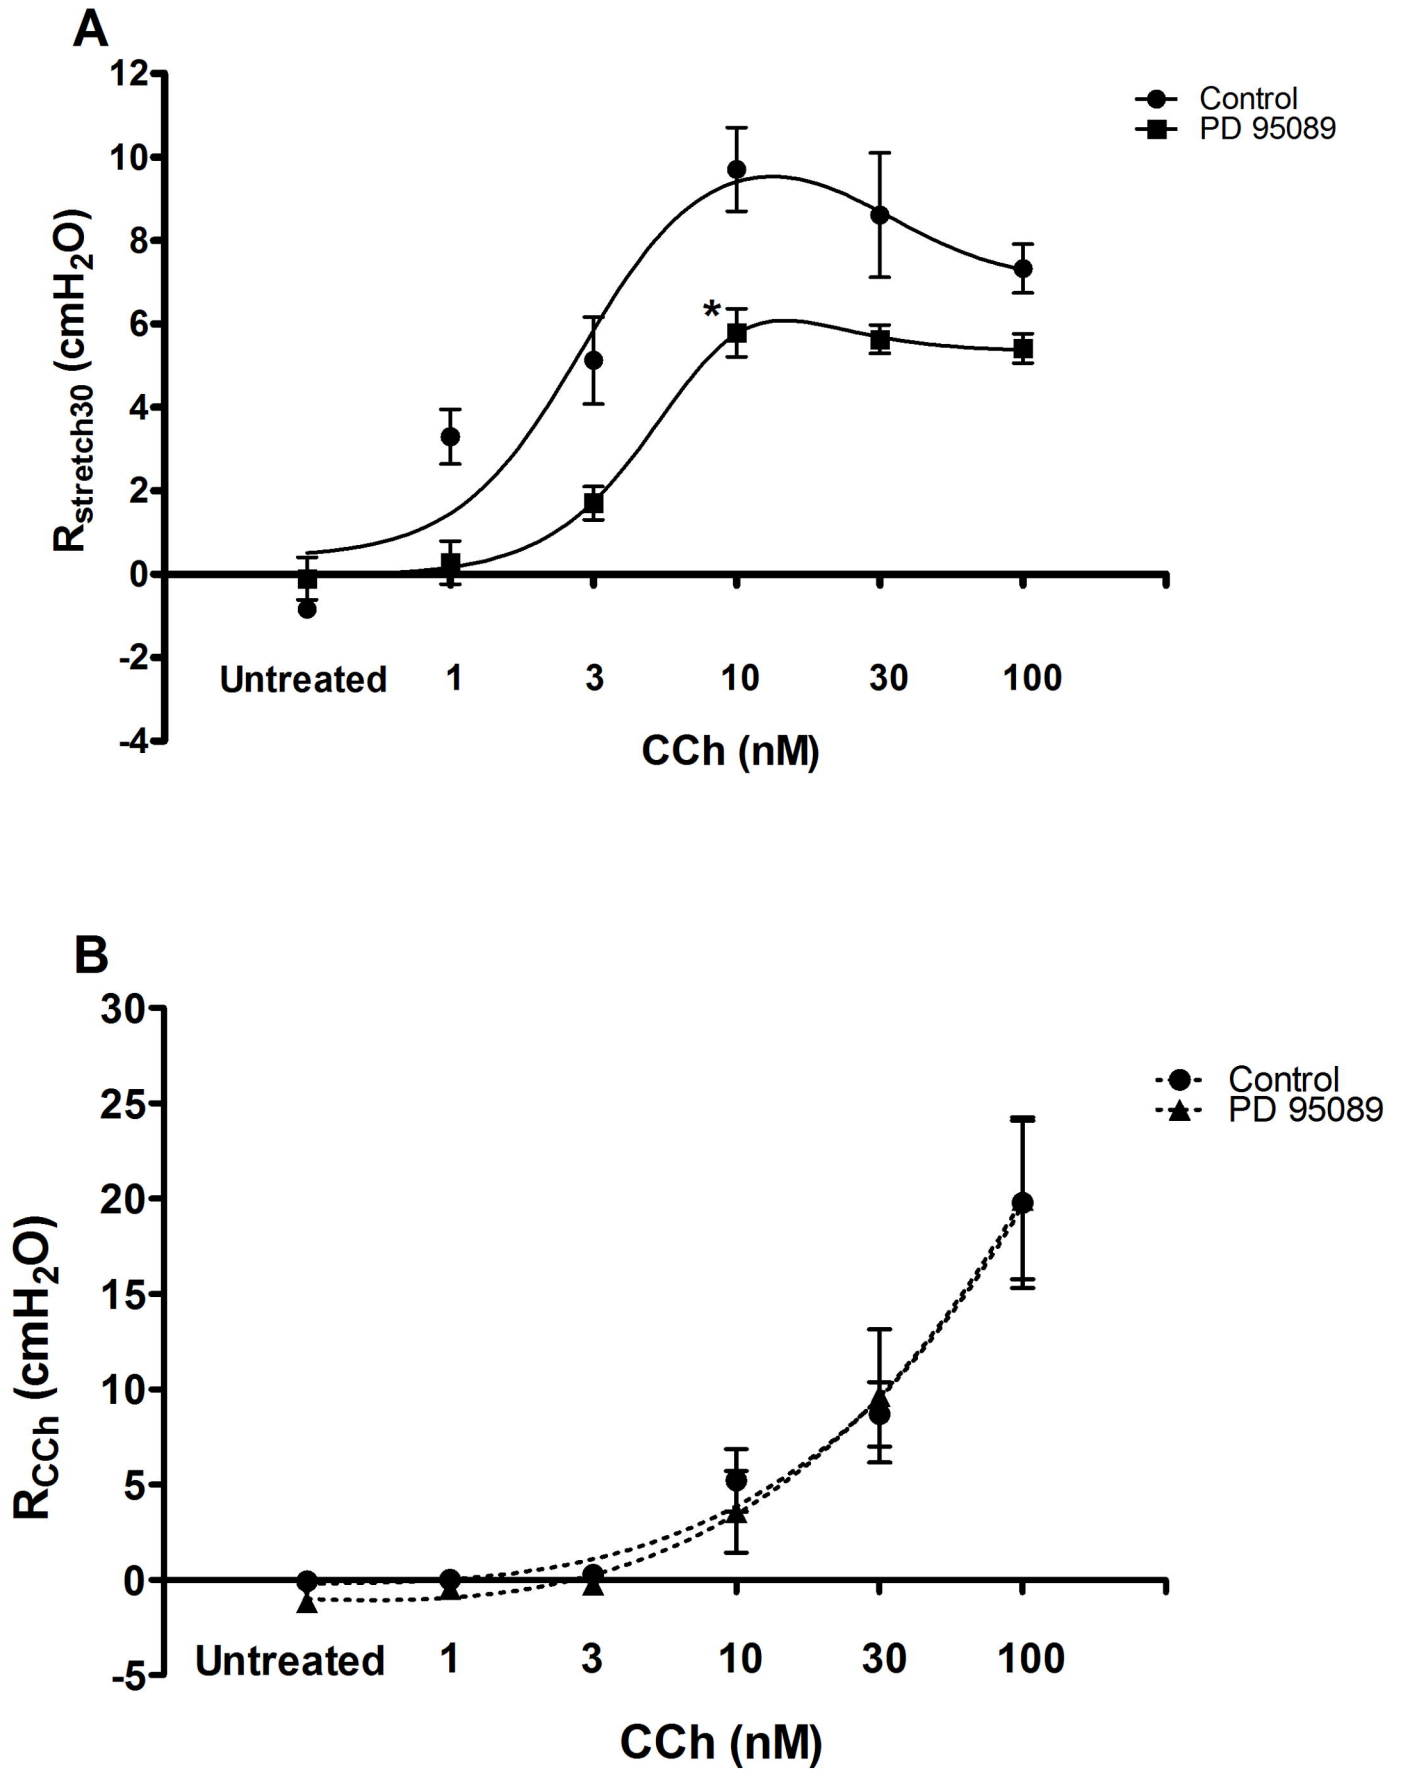 A
12
10
8
6
4
2
0
-2
-4
R_stretch30 (cmH₂O)
Control
PD 95089
*
Untreated 1 3 10 30 100
CCh (nM)
B
30
25
20
15
10
5
0
-5
R_CCh (cmH₂O)
Control
PD 95089
Untreated 1 3 10 30 100
CCh (nM)